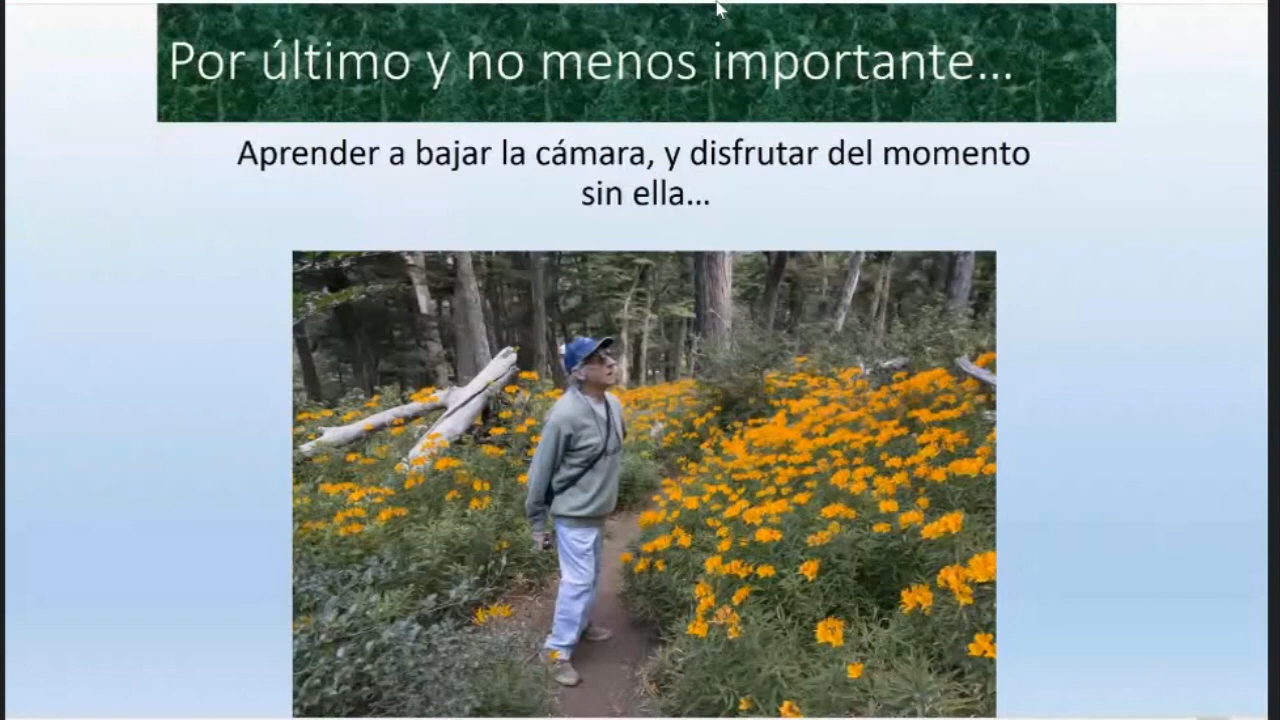 Por último y no menos importante...
Aprender a bajar la cámara, y disfrutar del momento
sin ella...